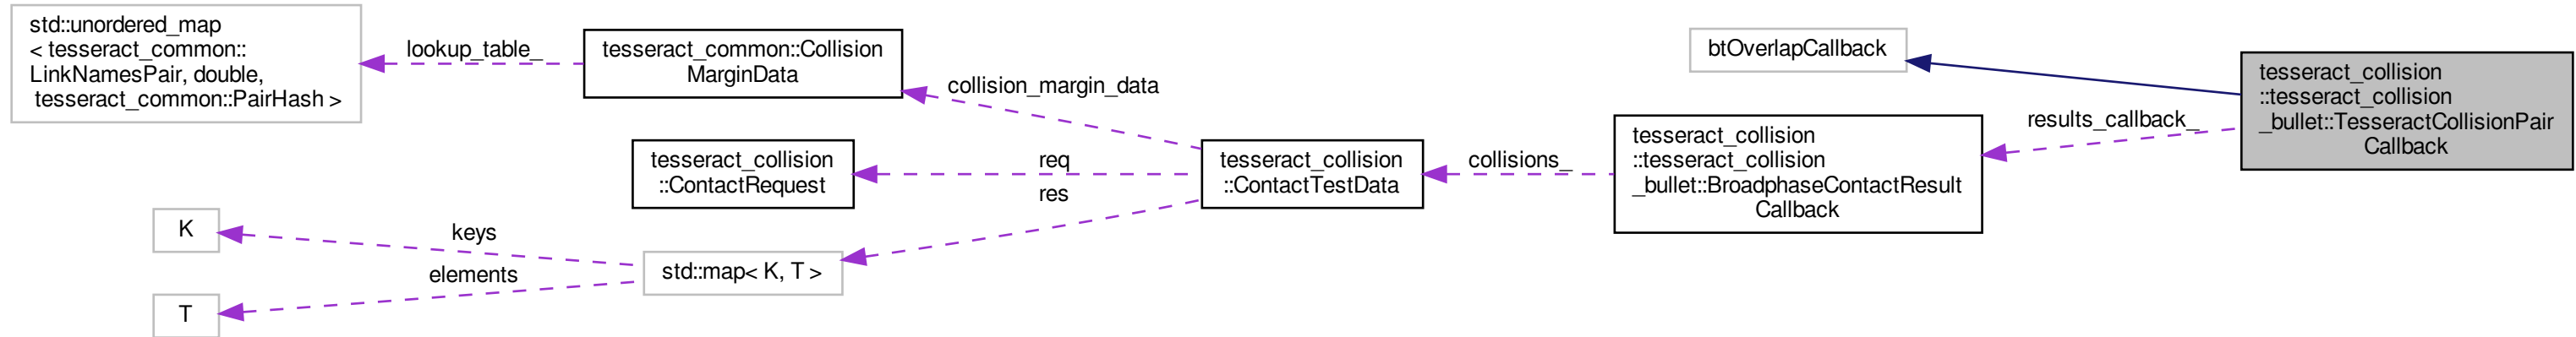 std::unordered_map
< tesseract_common::
LinkNamesPair, double,
tesseract_common::PairHash >
lookup_table_
tesseract_common::Collision
MarginData
collision_margin_data
btOverlapCallback
tesseract_collision
::tesseract_collision
_bullet::TesseractCollisionPair
Callback
results_callback_
tesseract_collision
::tesseract_collision
_bullet::BroadphaseContactResult
Callback
collisions_
tesseract_collision
::ContactTestData
req
res
tesseract_collision
::ContactRequest
K
keys
std::map< K, T >
elements
T